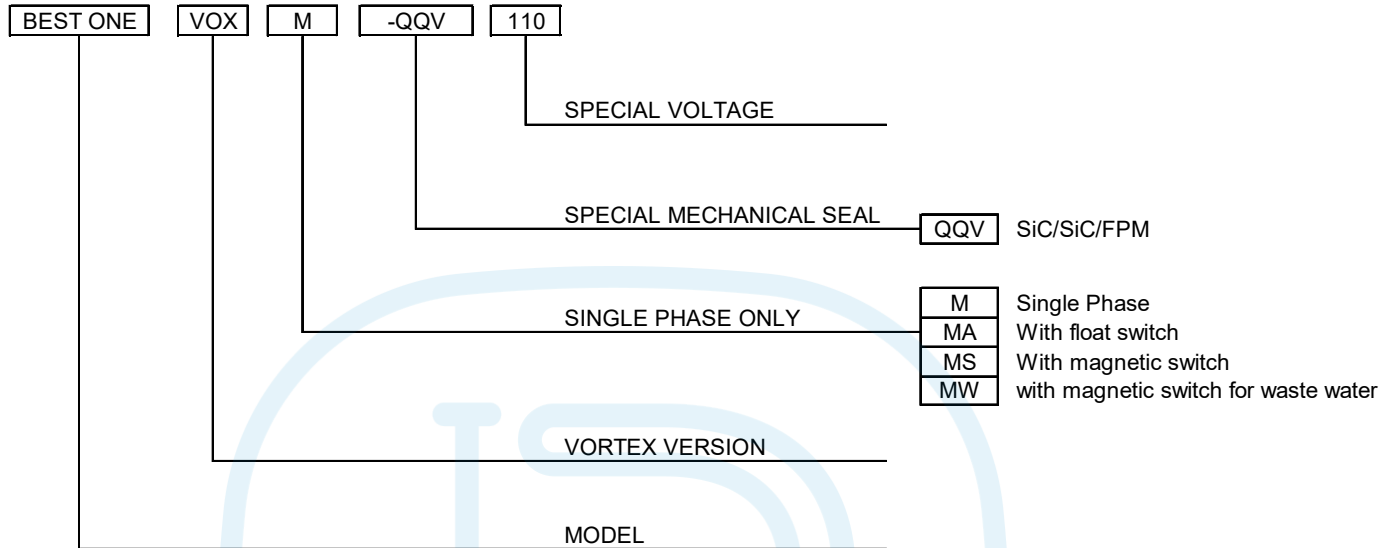 BEST ONE VOX M -QQV 110
SPECIAL VOLTAGE
SPECIAL MECHANICAL SEAL QQV SiC/SiC/FPM
M Single Phase
SINGLE PHASE ONLY
MA With float switch
MS With magnetic switch
MW with magnetic switch for waste water
VORTEX VERSION
MODEL